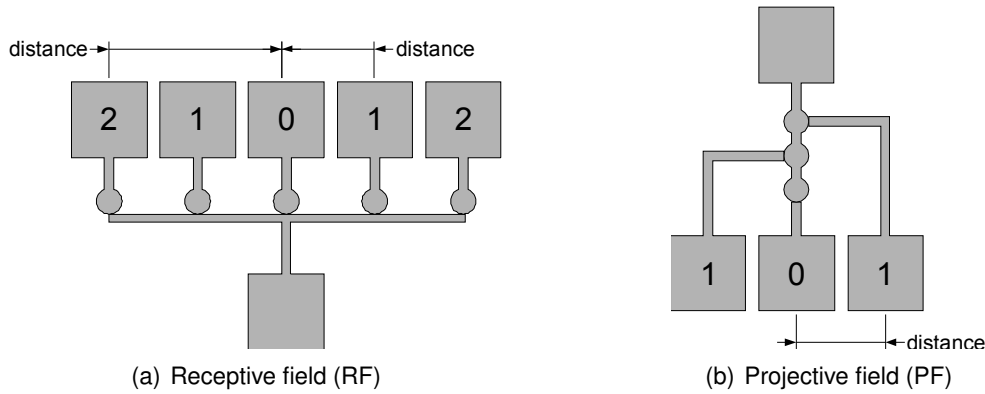 distance
distance
2 1 0 1 2
1 0 1
distance
(a) Receptive field (RF)
(b) Projective field (PF)